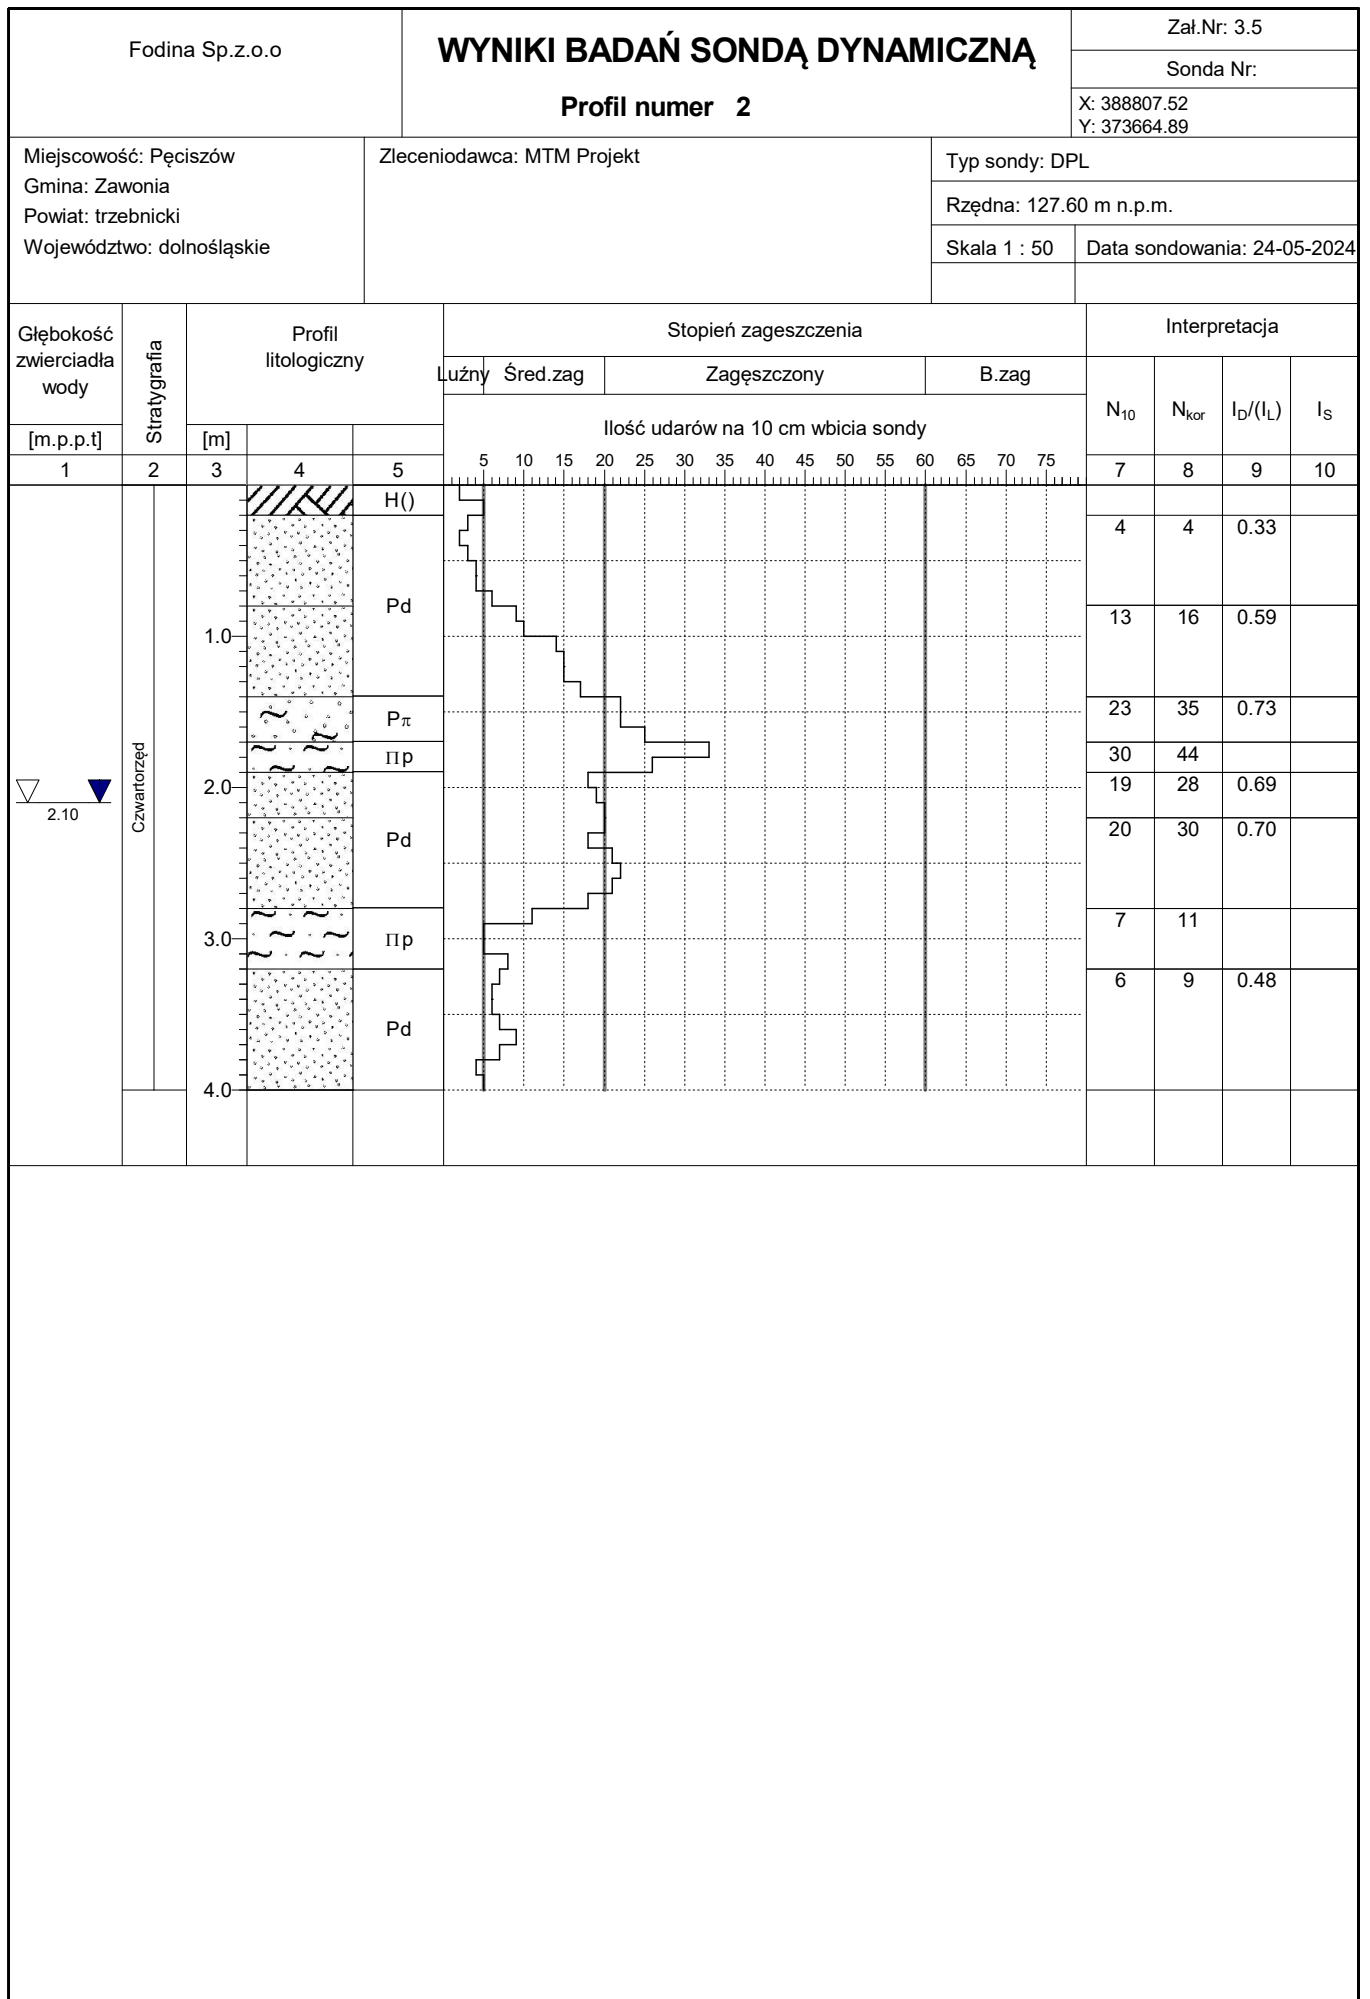 Fodina Sp.z.o.o
WYNIKI BADAŃ SONDĄ DYNAMICZNĄ
Profil numer 2
Zał.Nr: 3.5
Sonda Nr:
X: 388807.52
Y: 373664.89
Miejscowość: Pęciszów
Gmina: Zawonia
Powiat: trzebnicki
Województwo: dolnośląskie
Zleceniodawca: MTM Projekt
Typ sondy: DPL
Rzędna: 127.60 m n.p.m.
Skala 1 : 50 Data sondowania: 24-05-2024
Głębokość
zwierciadła
wody
[m.p.p.t]
Stratygrafia
Profil
litologiczny
[m]
Stopień zageszczenia
Luźny Śred.zag Zagęszczony B.zag
Ilość udarów na 10 cm wbicia sondy
5 10 15 20 25 30 35 40 45 50 55 60 65 70 75
Interpretacja
N10 Nkor ID/(IL) IS
1 2 3 4 5 7 8 9 10
H()
4 4 0.33
Pd
13 16 0.59
1.0
Pπ
23 35 0.73
Πp
30 44
Czwartorzęd
2.0
2.10
19 28 0.69
Pd
20 30 0.70
Πp
7 11
3.0
6 9 0.48
Pd
4.0